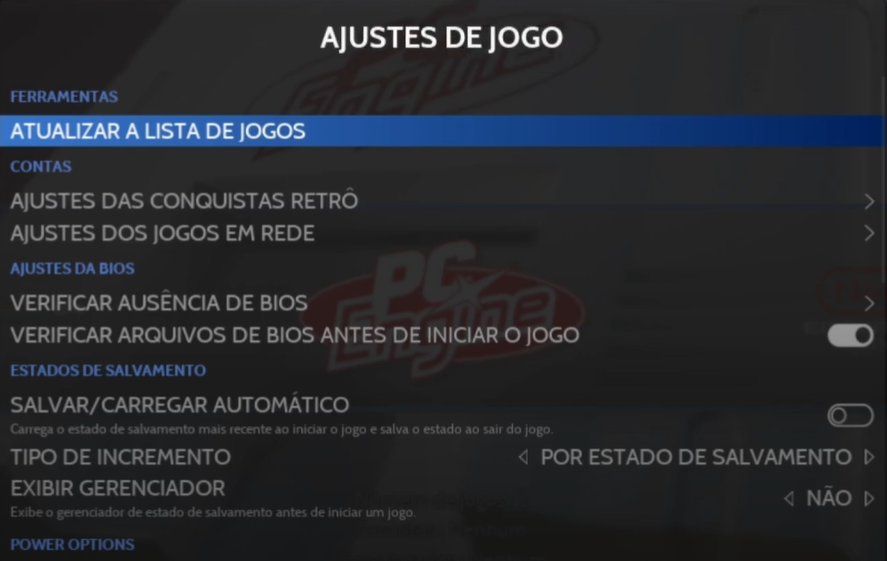 AJUSTES DE JOGO
FERRAMENTAS
ATUALIZAR A LISTA DE JOGOS
CONTAS
AJUSTES DAS CONQUISTAS RETRÔ
AJUSTES DOS JOGOS EM REDE
AJUSTES DA BIOS
VERIFICAR AUSÊNCIA DE BIOS
VERIFICAR ARQUIVOS DE BIOS ANTES DE INICIAR O JOGO
ESTADOS DE SALVAMENTO
SALVAR/CARREGAR AUTOMÁTICO
Carrega o estado de salvamento mais recente ao iniciar o jogo e salva o estado ao sair do jogo.
TIPO DE INCREMENTO POR ESTADO DE SALVAMENTO
EXIBIR GERENCIADOR NÃO
Exibe o gerenciador de estado de salvamento antes de iniciar um jogo.
POWER OPTIONS
PC
Engine